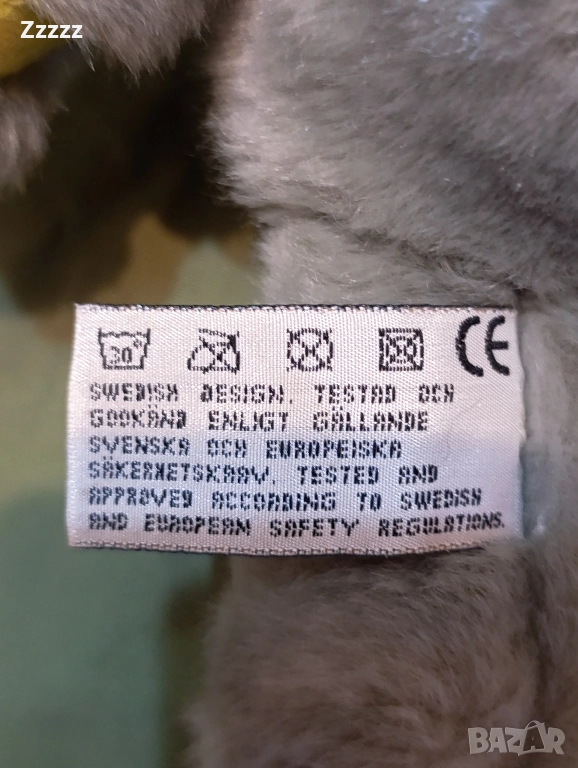 Zzzzz
30°
CE
SWEDISH DESIGN. TESTAD OCH
GODKÄND ENLIGT GÄLLANDE
SVENSKA OCH EUROPEISKA
SÄKERHETSKRAV. TESTED AND
APPROVED ACCORDING TO SWEDISH
AND EUROPEAN SAFETY REGULATIONS.
BAZAR